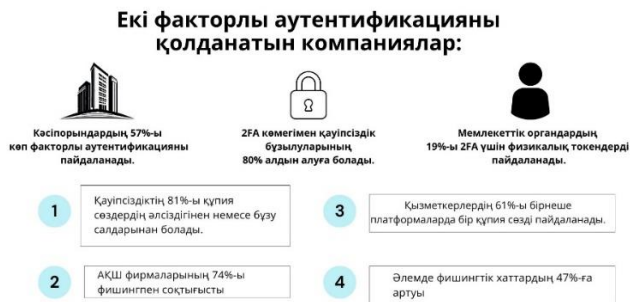 Екі факторлы аутентификацияны
қолданатын компаниялар:
Кәсіпорындардың 57%-ы
көп факторлы аутентификацияны
пайдаланады.
2FA көмегімен қауіпсіздік
бұзылуларының
80% алдын алуға болады.
Мемлекеттік органдардың
19%-ы 2FA үшін физикалық токендерді
пайдаланады.
1
Қауіпсіздіктің 81%-ы құпия
сөздердің әлсіздігінен немесе бұзу
салдарынан болады.
2
АҚШ фирмаларының 74%-ы
фишингпен соқтығысты
3
Қызметкерлердің 61%-ы бірнеше
платформаларда бір құпия сөзді пайдаланады.
4
Әлемде фишингтік хаттардың 47%-ға
артуы